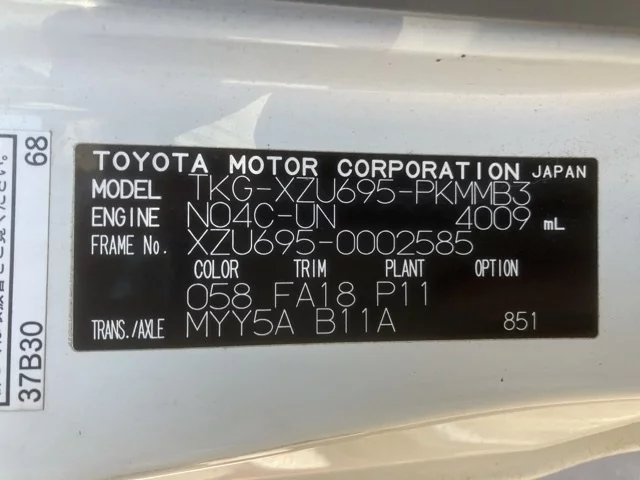 TOYOTA MOTOR CORPORATION JAPAN
MODEL TKG-XZU695-PKMMB3
ENGINE N04C-UN 4009 mL
FRAME No. XZU695-0002585
COLOR TRIM PLANT OPTION
058 FA18 P11
TRANS./AXLE MYY5A B11A 851
68
37B30